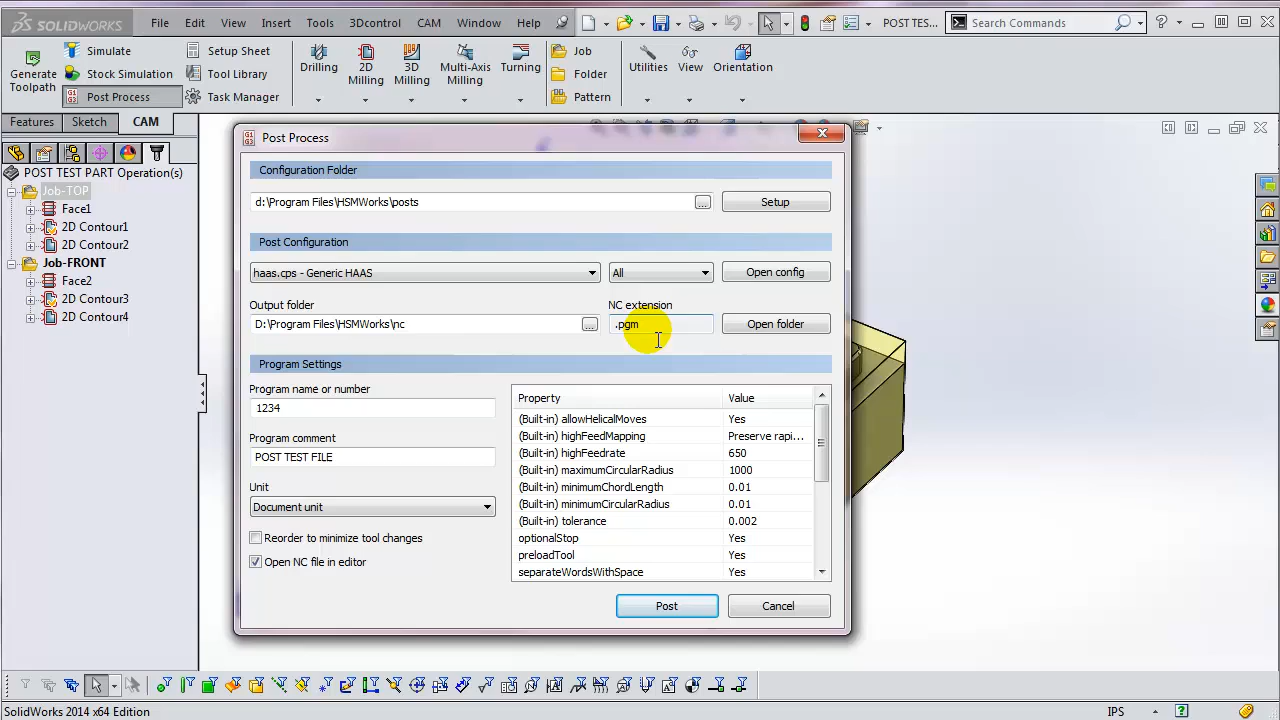 SOLIDWORKS File Edit View Insert Tools 3Dcontrol CAM Window Help POST TES... Search Commands
Generate Toolpath
Simulate
Stock Simulation
Post Process
Setup Sheet
Tool Library
Task Manager
Drilling
2D Milling
3D Milling
Multi-Axis Milling
Turning
Job
Folder
Pattern
Utilities
View
Orientation
Features Sketch CAM
POST TEST PART Operation(s)
Job-TOP
Face1
2D Contour1
2D Contour2
Job-FRONT
Face2
2D Contour3
2D Contour4
G1
G3
Post Process
Configuration Folder
d:\Program Files\HSMWorks\posts ... Setup
Post Configuration
haas.cps - Generic HAAS All Open config
Output folder NC extension
D:\Program Files\HSMWorks\nc ... .pgm Open folder
Program Settings
Program name or number
1234
Program comment
POST TEST FILE
Unit
Document unit
Reorder to minimize tool changes
Open NC file in editor
Property Value
(Built-in) allowHelicalMoves Yes
(Built-in) highFeedMapping Preserve rapi...
(Built-in) highFeedrate 650
(Built-in) maximumCircularRadius 1000
(Built-in) minimumChordLength 0.01
(Built-in) minimumCircularRadius 0.01
(Built-in) tolerance 0.002
optionalStop Yes
preloadTool Yes
separateWordsWithSpace Yes
Post Cancel
SolidWorks 2014 x64 Edition IPS